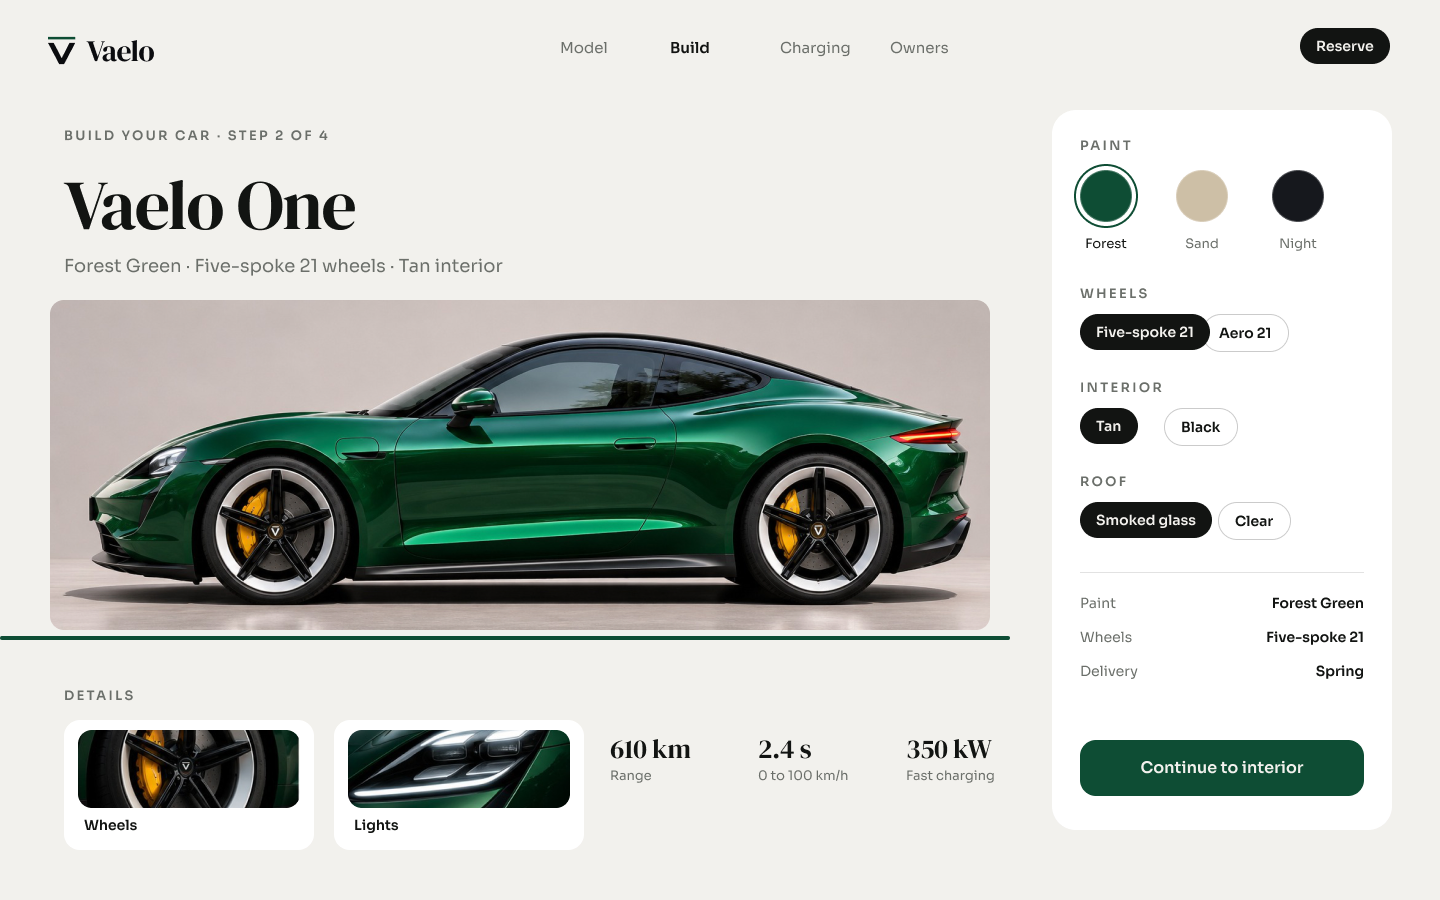 Vaelo
Model
Build
Charging
Owners
Reserve
BUILD YOUR CAR · STEP 2 OF 4
Vaelo One
Forest Green · Five-spoke 21 wheels · Tan interior
DETAILS
Wheels
Lights
610 km
Range
2.4 s
0 to 100 km/h
350 kW
Fast charging
PAINT
Forest
Sand
Night
WHEELS
Five-spoke 21
Aero 21
INTERIOR
Tan
Black
ROOF
Smoked glass
Clear
Paint
Forest Green
Wheels
Five-spoke 21
Delivery
Spring
Continue to interior